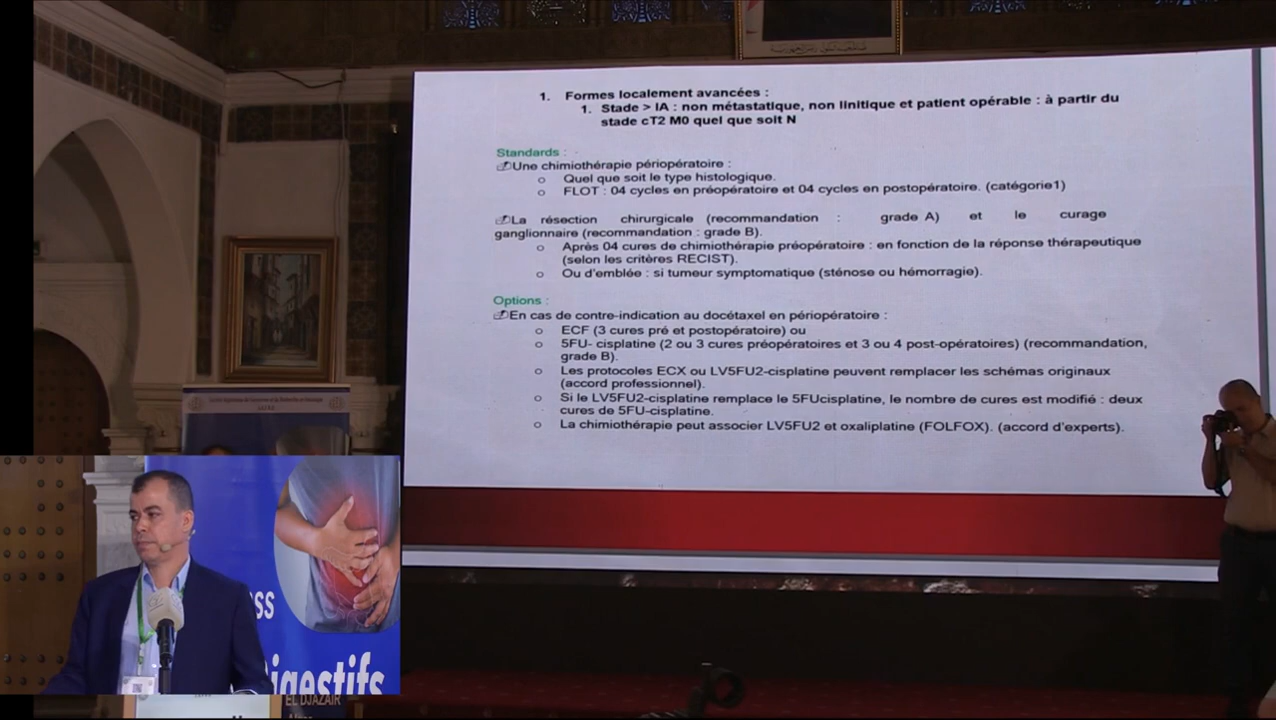 1. Formes localement avancées :
1. Stade > IA : non métastatique, non linitique et patient opérable : à partir du
stade cT2 M0 quel que soit N
Standards :
Une chimiothérapie périopératoire :
o Quel que soit le type histologique.
o FLOT : 04 cycles en préopératoire et 04 cycles en postopératoire. (catégorie1)
La résection chirurgicale (recommandation : grade A) et le curage
ganglionnaire (recommandation : grade B).
o Après 04 cures de chimiothérapie préopératoire : en fonction de la réponse thérapeutique
(selon les critères RECIST).
o Ou d'emblée : si tumeur symptomatique (sténose ou hémorragie).
Options :
En cas de contre-indication au docétaxel en périopératoire :
o ECF (3 cures pré et postopératoire) ou
o 5FU- cisplatine (2 ou 3 cures préopératoires et 3 ou 4 post-opératoires) (recommandation,
grade B).
o Les protocoles ECX ou LV5FU2-cisplatine peuvent remplacer les schémas originaux
(accord professionnel).
o Si le LV5FU2-cisplatine remplace le 5FUcisplatine, le nombre de cures est modifié : deux
cures de 5FU-cisplatine.
o La chimiothérapie peut associer LV5FU2 et oxaliplatine (FOLFOX). (accord d'experts).
ss
igestifs
EL DJAZAIR